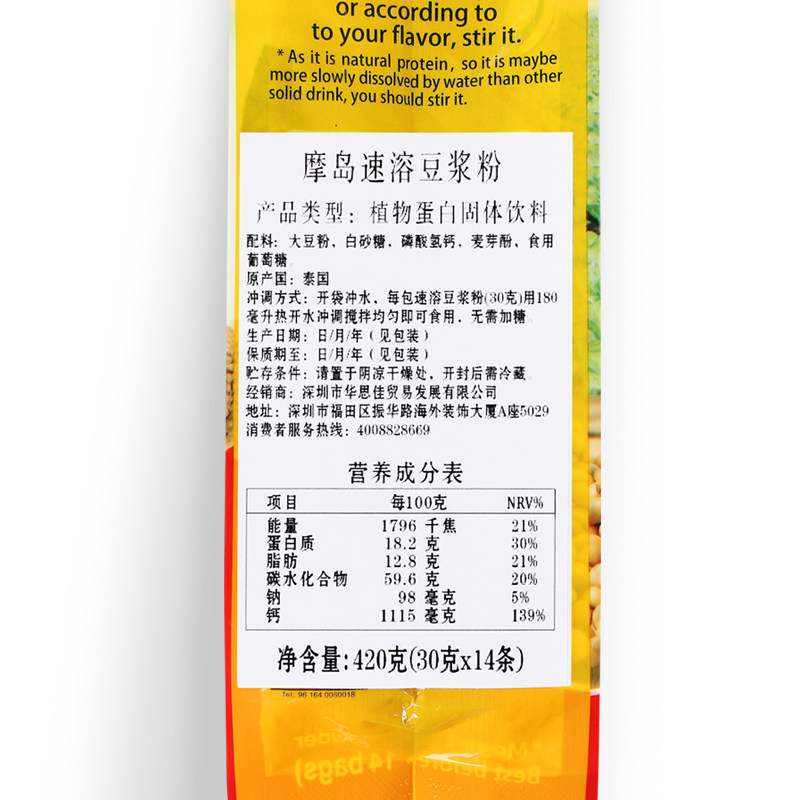 or according to
to your flavor, stir it.
* As it is natural protein, so it is maybe
more slowly dissolved by water than other
solid drink, you should stir it.
摩岛速溶豆浆粉
产品类型：植物蛋白固体饮料
配料：大豆粉、白砂糖、磷酸氢钙、麦芽酚、食用
葡萄糖。
原产国：泰国
冲调方式：开袋冲水，每包速溶豆浆粉(30克)用180
毫升热开水冲调搅拌均匀即可食用，无需加糖。
生产日期：日/月/年（见包装）
保质期至：日/月/年（见包装）
贮存条件：请置于阴凉干燥处，开封后需冷藏。
经销商：深圳市华思佳贸易发展有限公司
地址：深圳市福田区振华路海外装饰大厦A座5029
消费者服务热线：4008828669
营养成分表
项目 每100克 NRV%
能量 1796 千焦 21%
蛋白质 18.2 克 30%
脂肪 12.8 克 21%
碳水化合物 59.6 克 20%
钠 98 毫克 5%
钙 1115 毫克 139%
净含量:420克(30克x14条)
Tel: 96 164 0060018
Best before 14 bags)